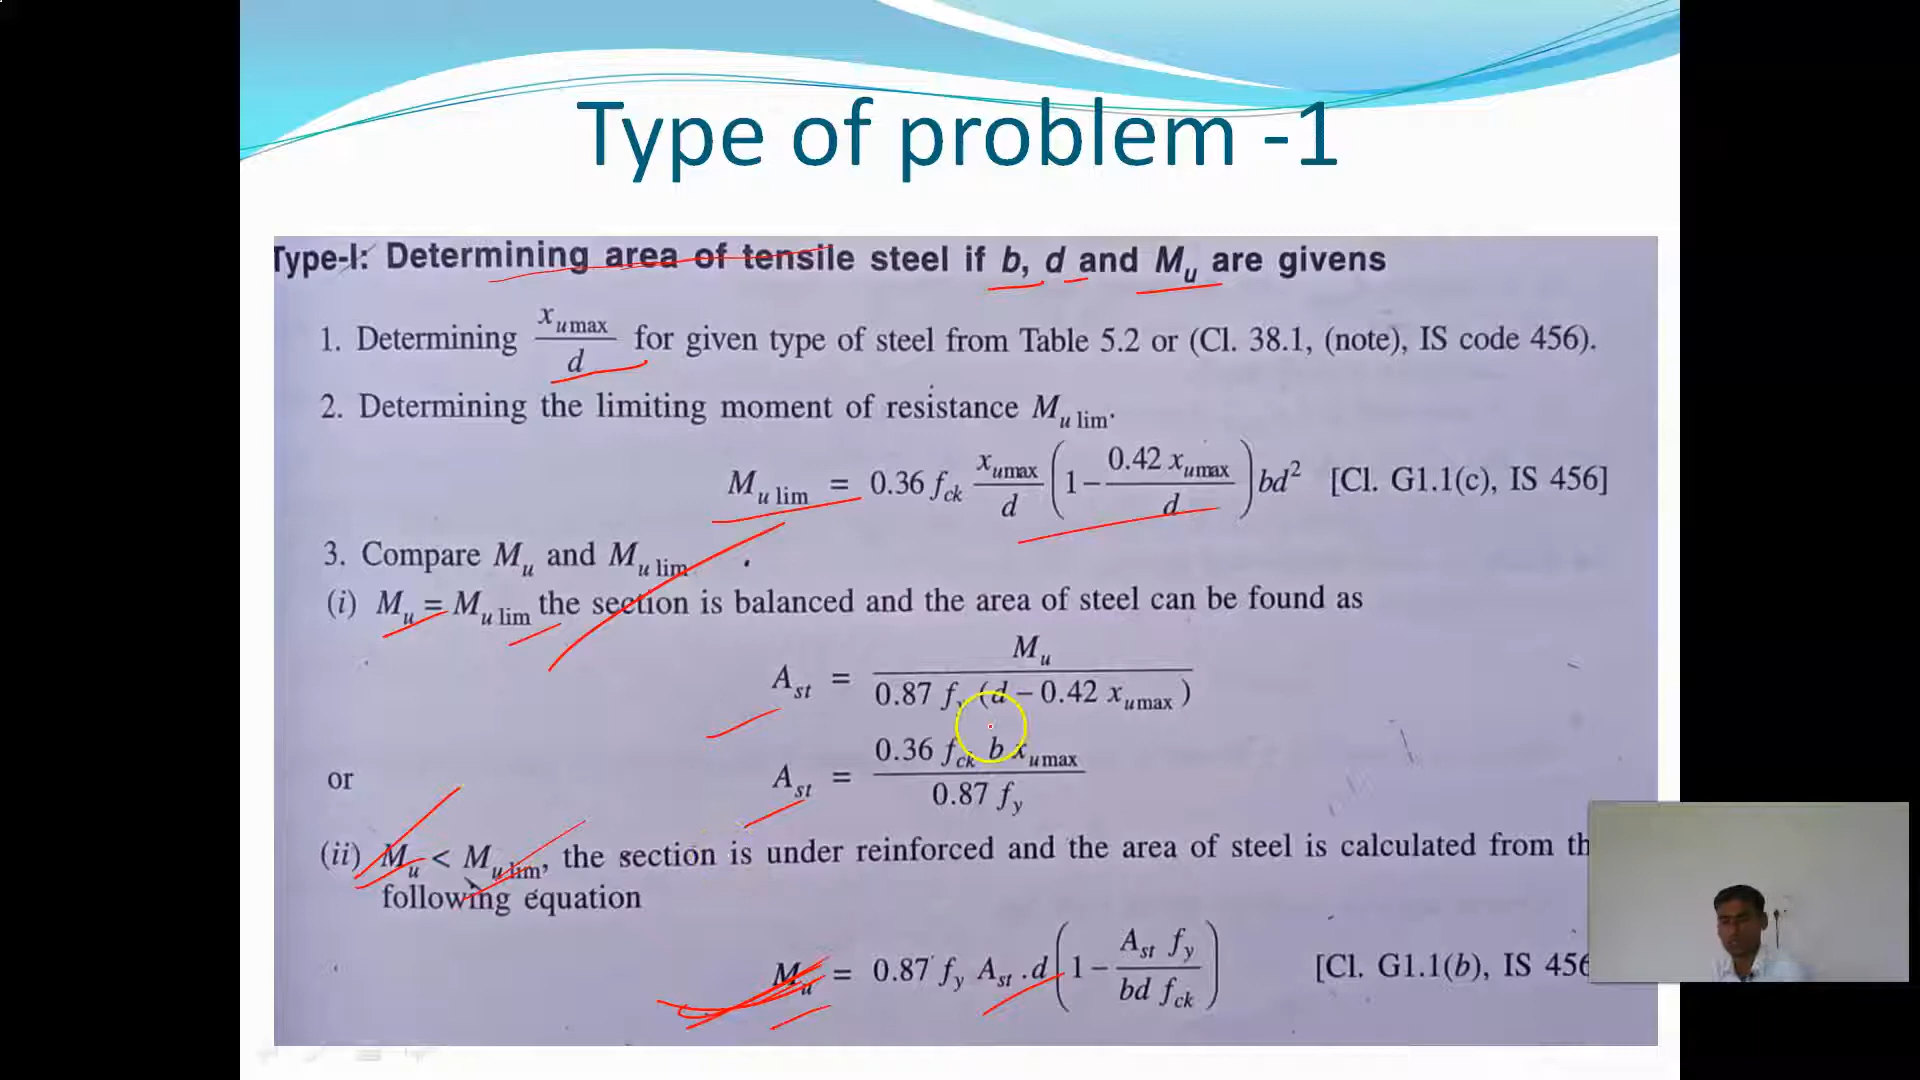 Type of problem -1
Type-I: Determining area of tensile steel if b, d and Mu are givens
1. Determining xumax/d for given type of steel from Table 5.2 or (Cl. 38.1, (note), IS code 456).
2. Determining the limiting moment of resistance Mu lim.
Mu lim = 0.36 fck xumax/d (1 – 0.42 xumax/d) bd² [Cl. G1.1(c), IS 456]
3. Compare Mu and Mu lim
(i) Mu = Mu lim the section is balanced and the area of steel can be found as
Ast = Mu / 0.87 fy (d – 0.42 xumax)
or Ast = 0.36 fck b xumax / 0.87 fy
(ii) Mu < Mu lim, the section is under reinforced and the area of steel is calculated from
following equation
Mu = 0.87 fy Ast .d (1 – Ast fy / bd fck) [Cl. G1.1(b), IS 456